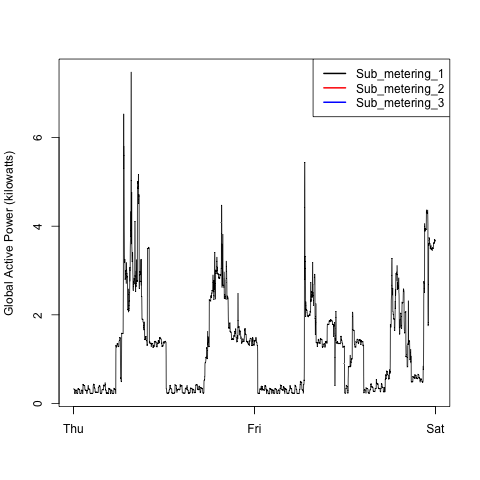 Sub_metering_1
Sub_metering_2
Sub_metering_3
Global Active Power (kilowatts)
6
4
2
0
Thu Fri Sat